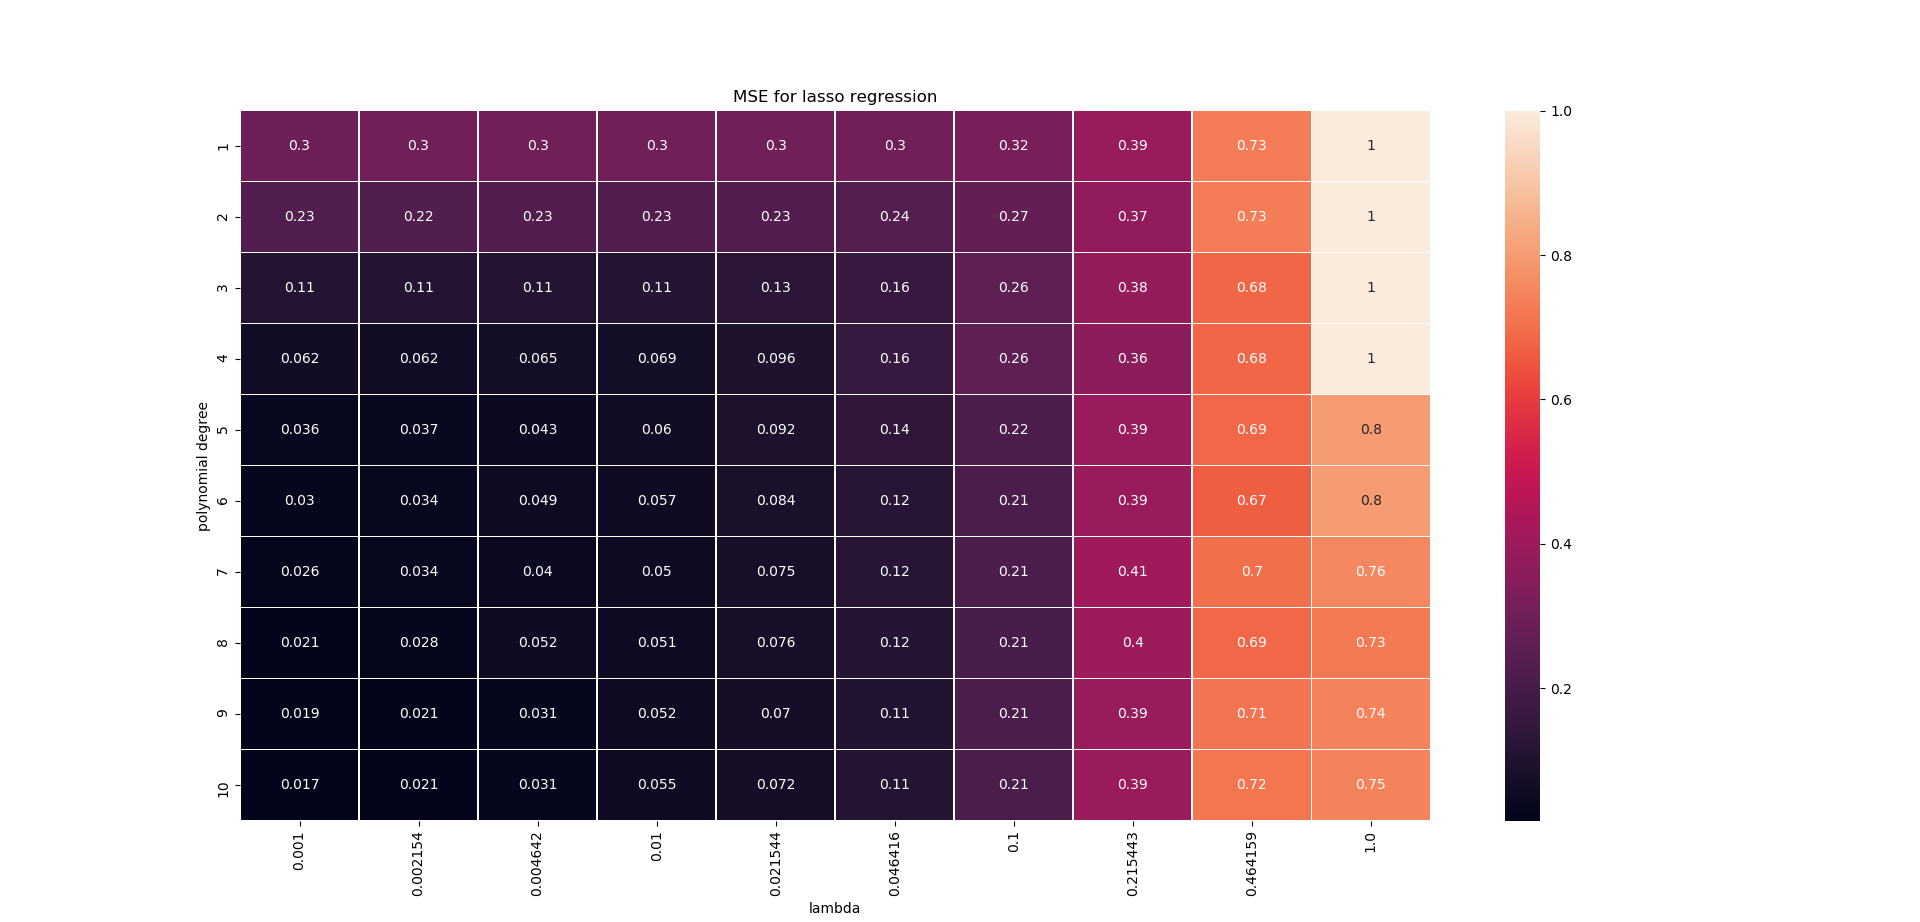 MSE for lasso regression
1 0.3 0.3 0.3 0.3 0.3 0.3 0.32 0.39 0.73 1
2 0.23 0.22 0.23 0.23 0.23 0.24 0.27 0.37 0.73 1
3 0.11 0.11 0.11 0.11 0.13 0.16 0.26 0.38 0.68 1
4 0.062 0.062 0.065 0.069 0.096 0.16 0.26 0.36 0.68 1
5 0.036 0.037 0.043 0.06 0.092 0.14 0.22 0.39 0.69 0.8
6 0.03 0.034 0.049 0.057 0.084 0.12 0.21 0.39 0.67 0.8
7 0.026 0.034 0.04 0.05 0.075 0.12 0.21 0.41 0.7 0.76
8 0.021 0.028 0.052 0.051 0.076 0.12 0.21 0.4 0.69 0.73
9 0.019 0.021 0.031 0.052 0.07 0.11 0.21 0.39 0.71 0.74
10 0.017 0.021 0.031 0.055 0.072 0.11 0.21 0.39 0.72 0.75
polynomial degree
0.001 0.002154 0.004642 0.01 0.021544 0.046416 0.1 0.215443 0.464159 1.0
lambda
1.0
0.8
0.6
0.4
0.2